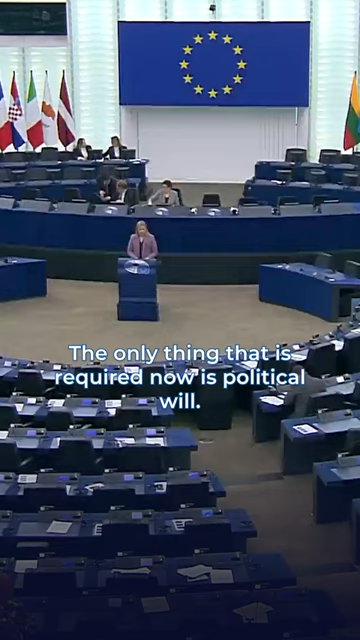 The only thing that is
required now is political
will.